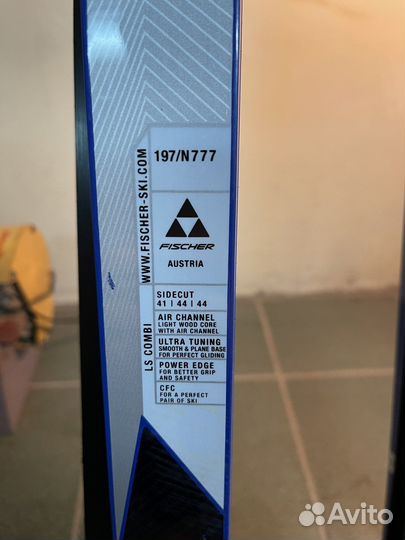 197/N777
WWW.FISCHER-SKI.COM
FISCHER
AUSTRIA
LS COMBI
SIDECUT
41 | 44 | 44
AIR CHANNEL
LIGHT WOOD CORE
WITH AIR CHANNEL
ULTRA TUNING
SMOOTH & PLANE BASE
FOR PERFECT GLIDING
POWER EDGE
FOR BETTER GRIP
AND SAFETY
CFC
FOR A PERFECT
PAIR OF SKI
Avito